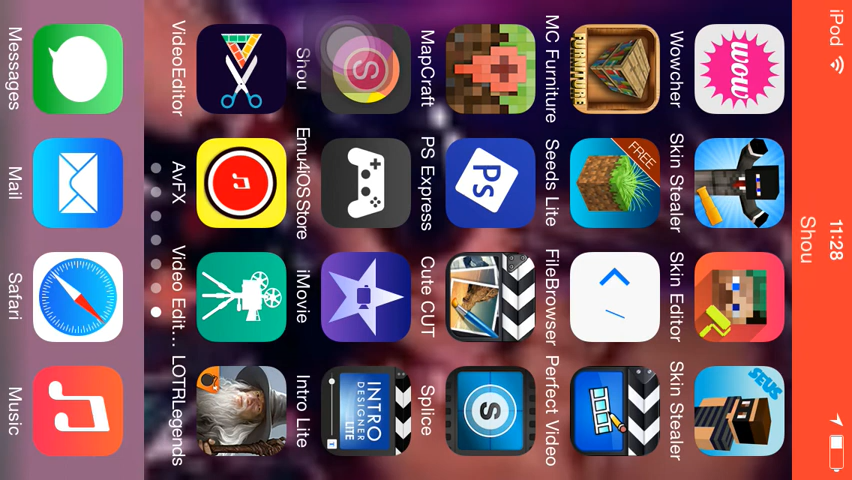 iPod 11:28
Shou
WOW
SEUS
Wowcher Skin Stealer Skin Editor Skin Stealer
FURNITURE
FREE
MC Furniture Seeds Lite FileBrowser Perfect Video
Ps
S
MapCraft PS Express Cute CUT Splice
S
INTRO
DESIGNER
LITE
Shou Emu4iOSStore iMovie Intro Lite
VideoEditor AvFX Video Edit... LOTRLegends
Messages Mail Safari Music